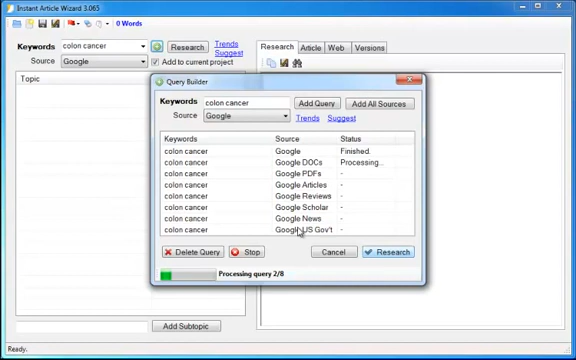 Instant Article Wizard 3.065
0 Words
Keywords colon cancer Research Trends Suggest
Source Google Add to current project
Research Article Web Versions
Topic
Query Builder
Keywords colon cancer Add Query Add All Sources
Source Google Trends Suggest
Keywords Source Status
colon cancer Google Finished.
colon cancer Google DOCs Processing...
colon cancer Google PDFs -
colon cancer Google Articles -
colon cancer Google Reviews -
colon cancer Google Scholar -
colon cancer Google News -
colon cancer Google US Gov't -
Delete Query Stop Cancel Research
Processing query 2/8
Add Subtopic
Ready.